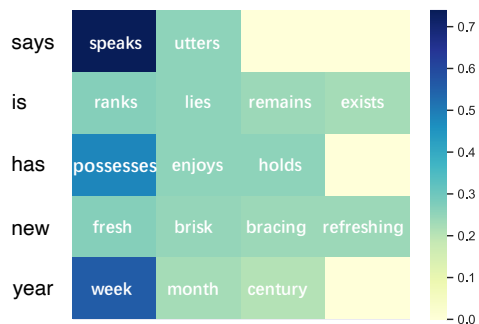 says speaks utters
is ranks lies remains exists
has possesses enjoys holds
new fresh brisk bracing refreshing
year week month century
0.7
0.6
0.5
0.4
0.3
0.2
0.1
0.0